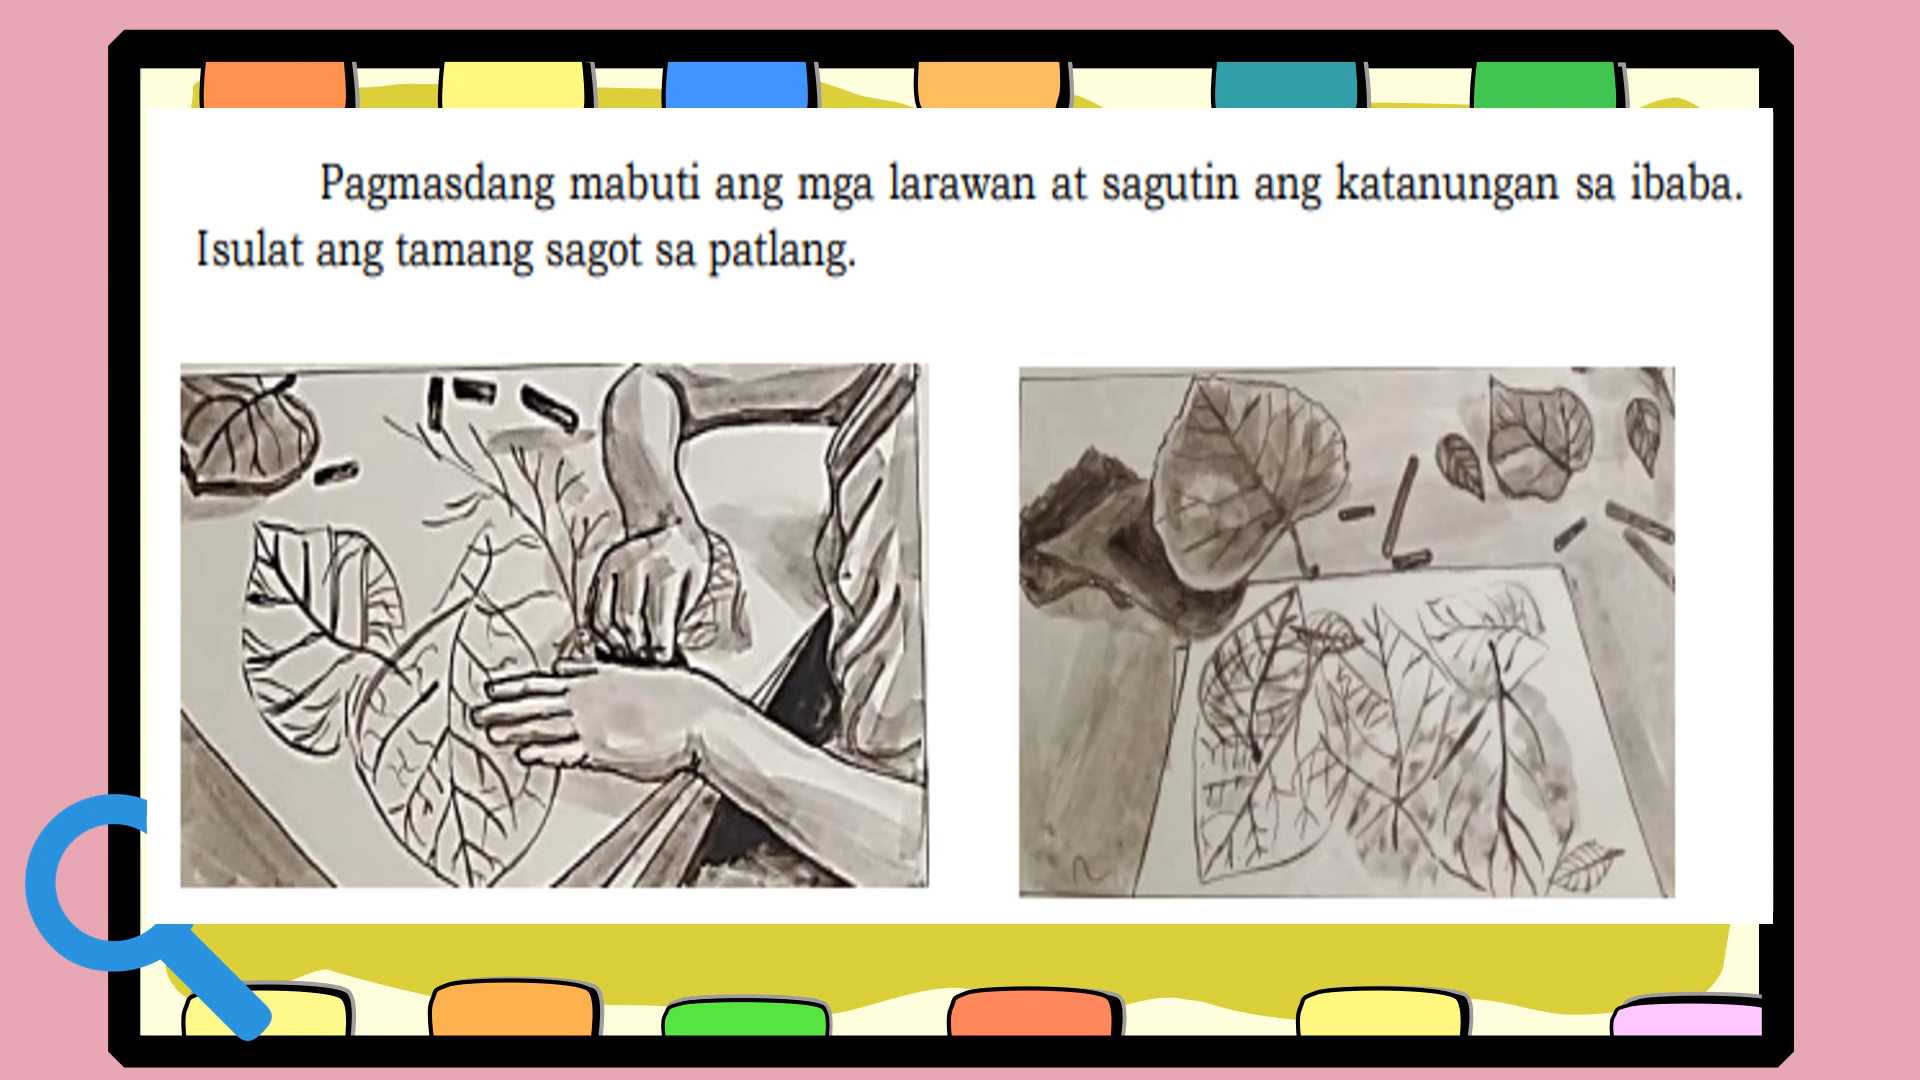 Pagmasdang mabuti ang mga larawan at sagutin ang katanungan sa ibaba.
Isulat ang tamang sagot sa patlang.